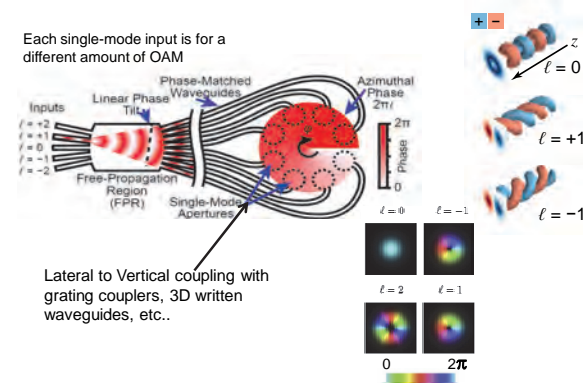 Each single-mode input is for a
different amount of OAM
Phase-Matched
Waveguides
Azimuthal
Phase
2πℓ
Linear Phase
Tilt
Inputs
ℓ = +2
ℓ = +1
ℓ = 0
ℓ = −1
ℓ = −2
Free-Propagation
Region
(FPR)
Single-Mode
Apertures
2π
Phase
0
Lateral to Vertical coupling with
grating couplers, 3D written
waveguides, etc..
+ −
z
ℓ = 0
ℓ = +1
ℓ = −1
ℓ = 0 ℓ = −1
ℓ = 2 ℓ = 1
0 2π